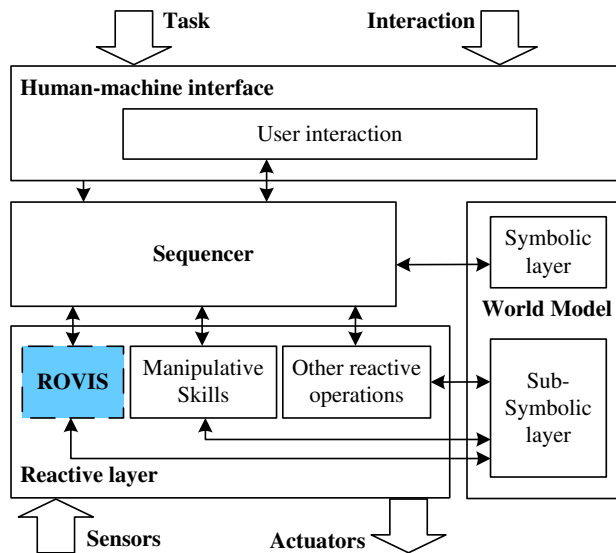 Task
Interaction
Human-machine interface
User interaction
Sequencer
Symbolic
layer
World Model
ROVIS
Manipulative
Skills
Other reactive
operations
Sub-
Symbolic
layer
Reactive layer
Sensors
Actuators